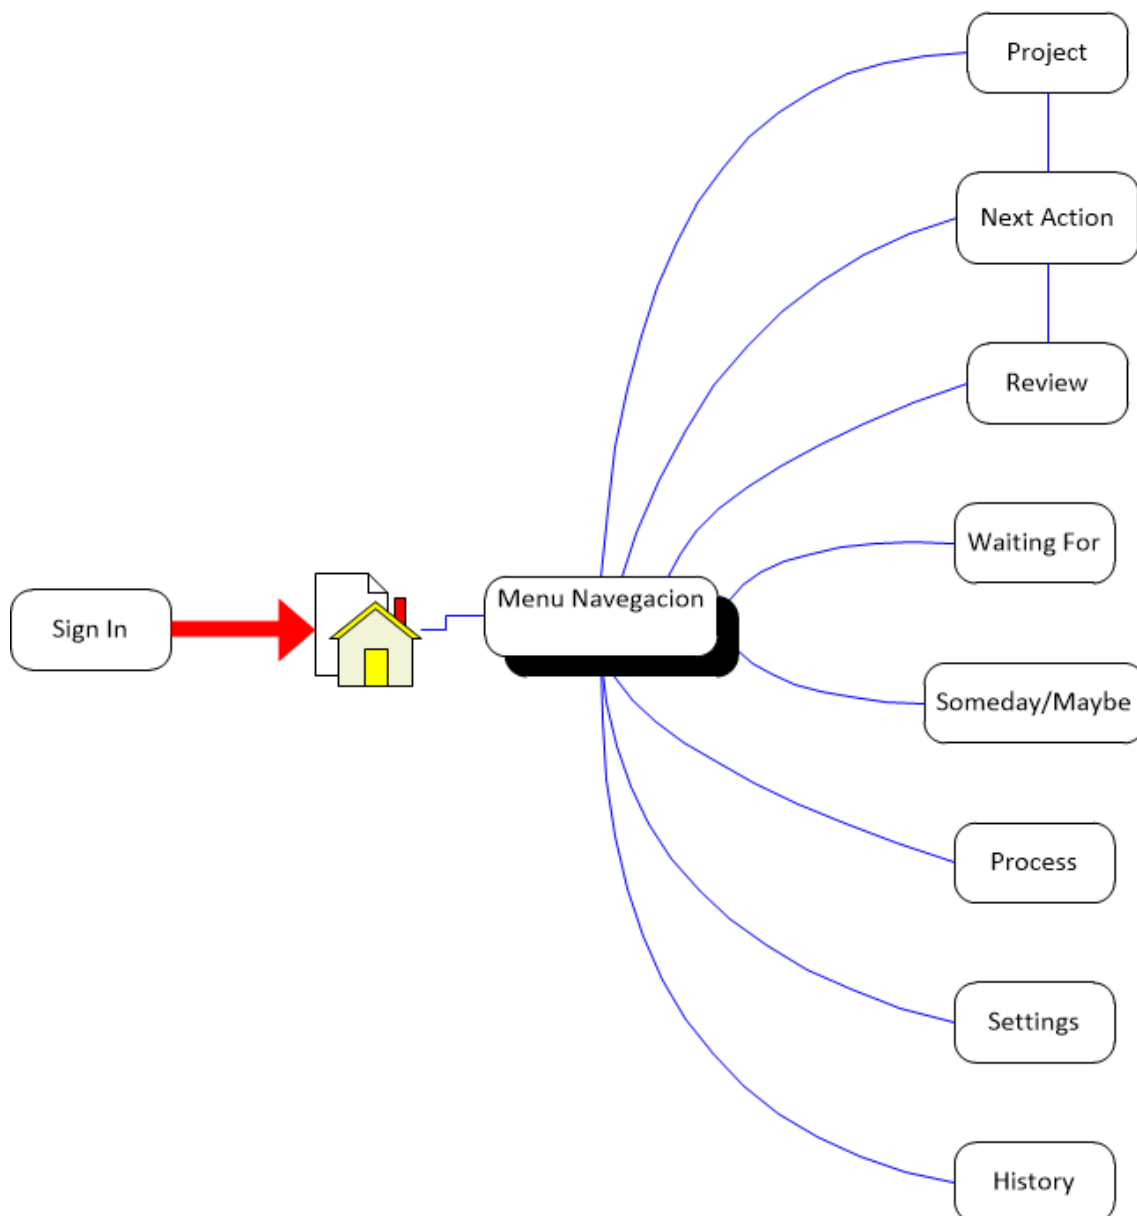 Project
Next Action
Review
Waiting For
Sign In
Menu Navegacion
Someday/Maybe
Process
Settings
History